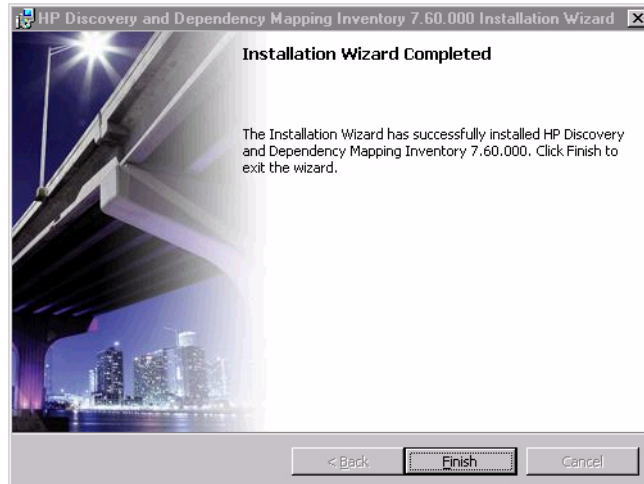 HP Discovery and Dependency Mapping Inventory 7.60.000 Installation Wizard
Installation Wizard Completed
The Installation Wizard has successfully installed HP Discovery
and Dependency Mapping Inventory 7.60.000. Click Finish to
exit the wizard.
< Back Finish Cancel